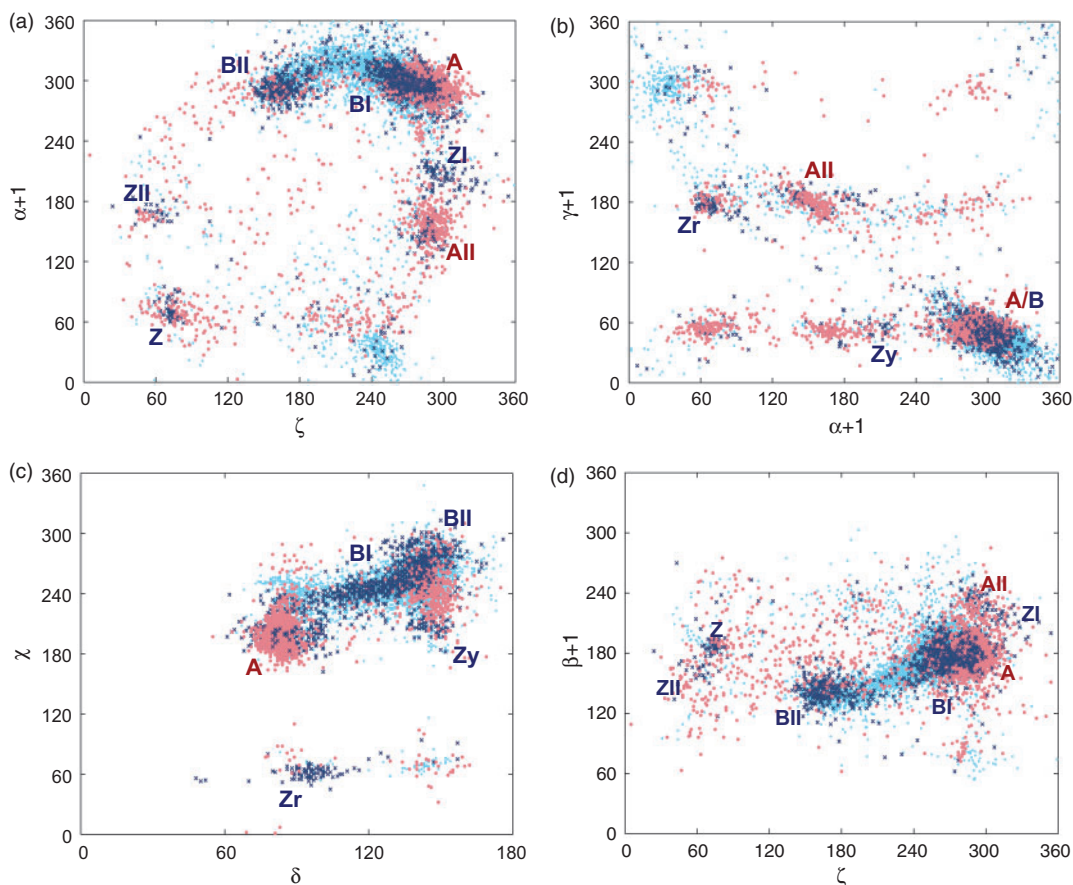 (a)
360
300
240
180
120
60
0
α+1
BII
BI
A
ZI
ZII
AII
Z
0 60 120 180 240 300 360
ζ
(b)
360
300
240
180
120
60
0
γ+1
AII
Zr
A/B
Zy
0 60 120 180 240 300 360
α+1
(c)
360
300
240
180
120
60
0
χ
BII
BI
A
Zy
Zr
0 60 120 180
δ
(d)
360
300
240
180
120
60
0
β+1
AII
ZI
Z
ZII
A
BI
BII
0 60 120 180 240 300 360
ζ